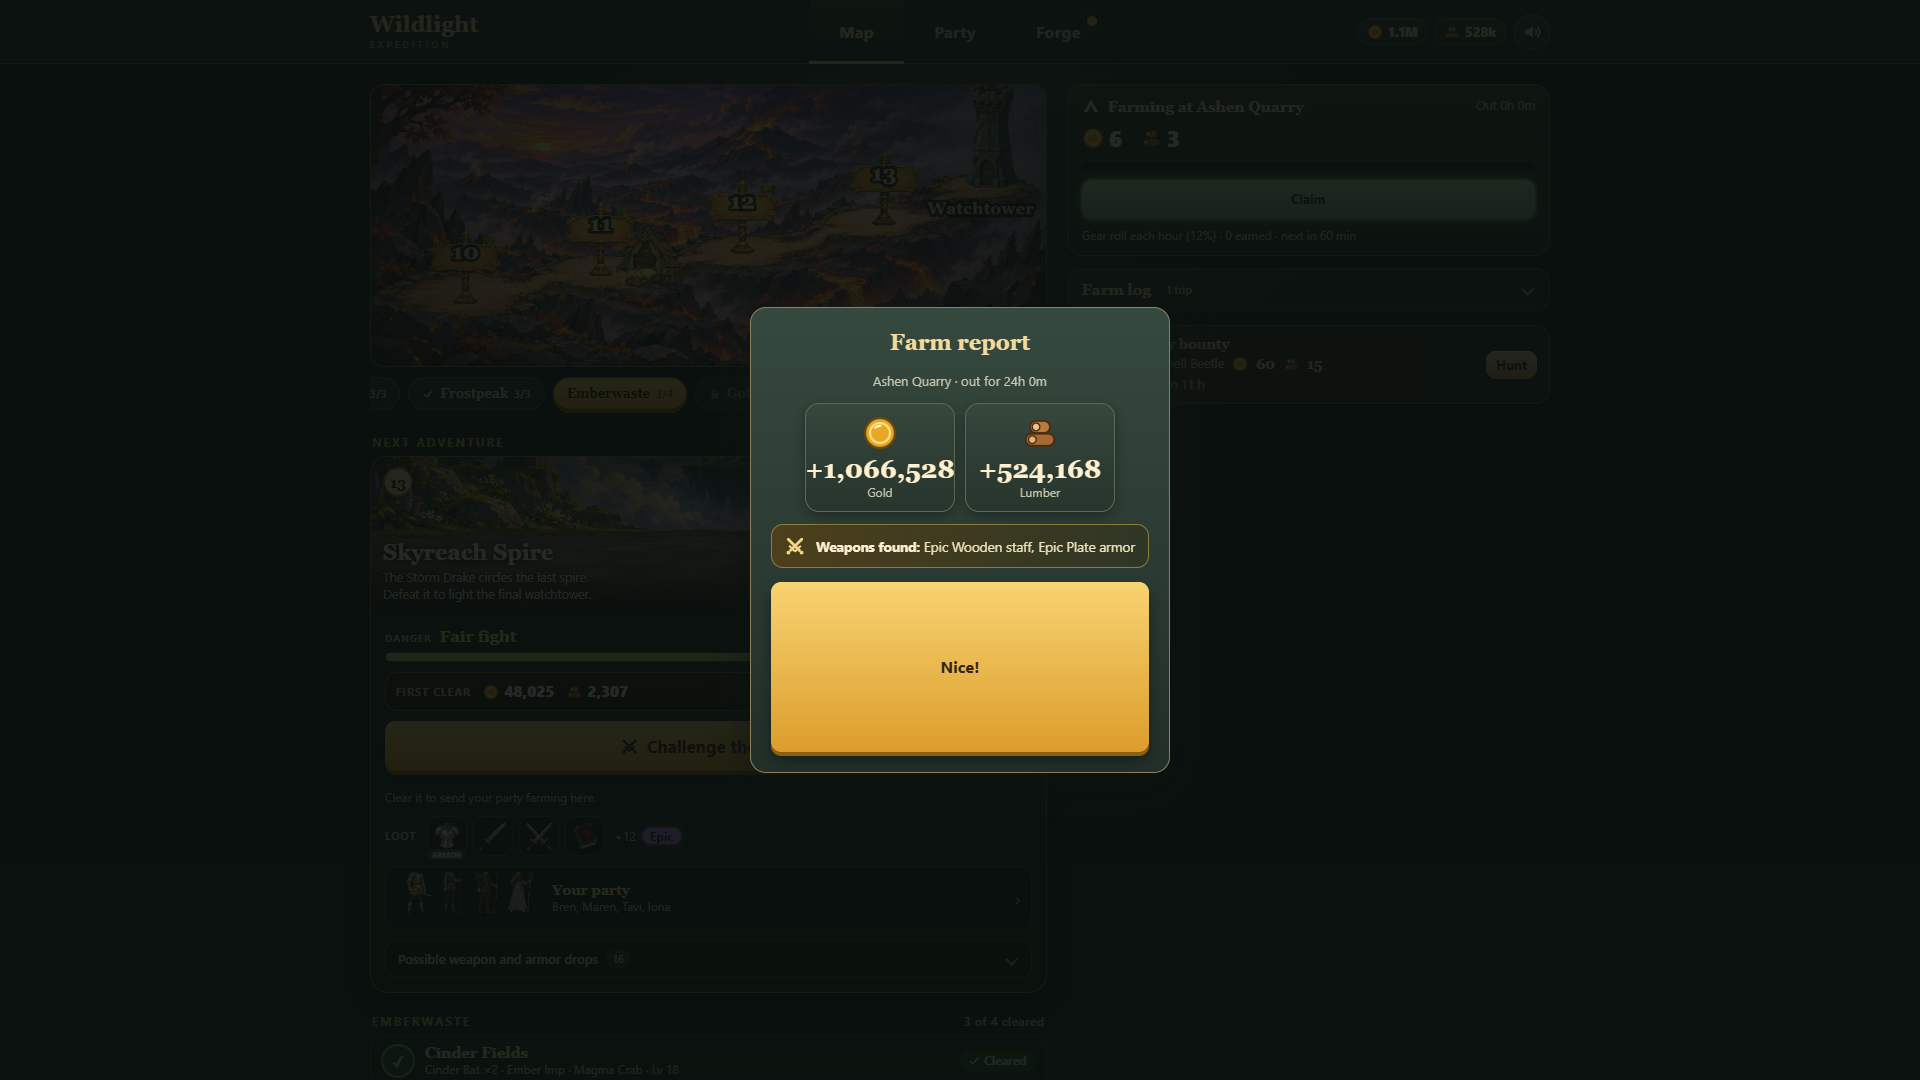 Wildlight
EXPEDITION
Map
Party
Forge
1.1M
528k
10
11
12
13
Watchtower
Farming at Ashen Quarry
Out 0h 0m
6
3
Claim
Gear roll each hour (12%) · 0 earned · next in 60 min
Farm log
1 trip
bounty
Beetle
60
15
11 h
Hunt
3/3
Frostpeak 3/3
Emberwaste 3/4
NEXT ADVENTURE
13
Skyreach Spire
The Storm Drake circles the last spire.
Defeat it to light the final watchtower.
DANGER Fair fight
FIRST CLEAR 48,025 2,307
Challenge
Clear it to send your party farming here.
LOOT
ARMOR
+12 Epic
Your party
Bren, Maren, Tavi, Iona
Possible weapon and armor drops 16
EMBERWASTE
3 of 4 cleared
Cinder Fields
Cinder Bat ×2 · Ember Imp · Magma Crab · Lv 18
Cleared
Farm report
Ashen Quarry · out for 24h 0m
+1,066,528
Gold
+524,168
Lumber
Weapons found: Epic Wooden staff, Epic Plate armor
Nice!